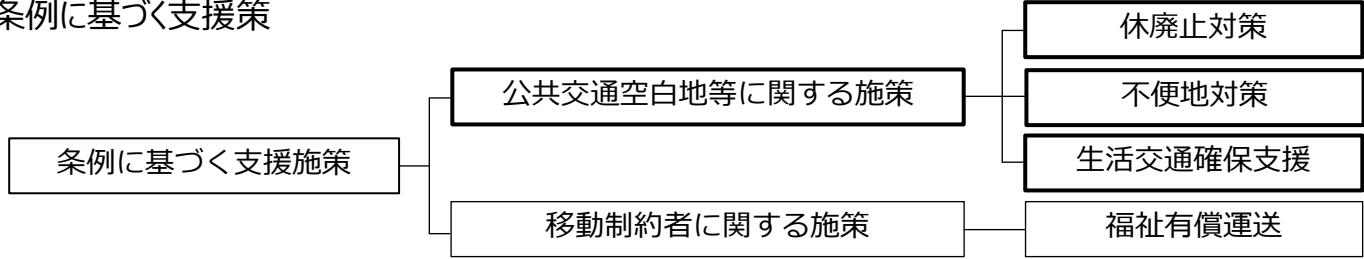 条例に基づく支援策
条例に基づく支援施策
公共交通空白地等に関する施策
休廃止対策
不便地対策
生活交通確保支援
移動制約者に関する施策
福祉有償運送